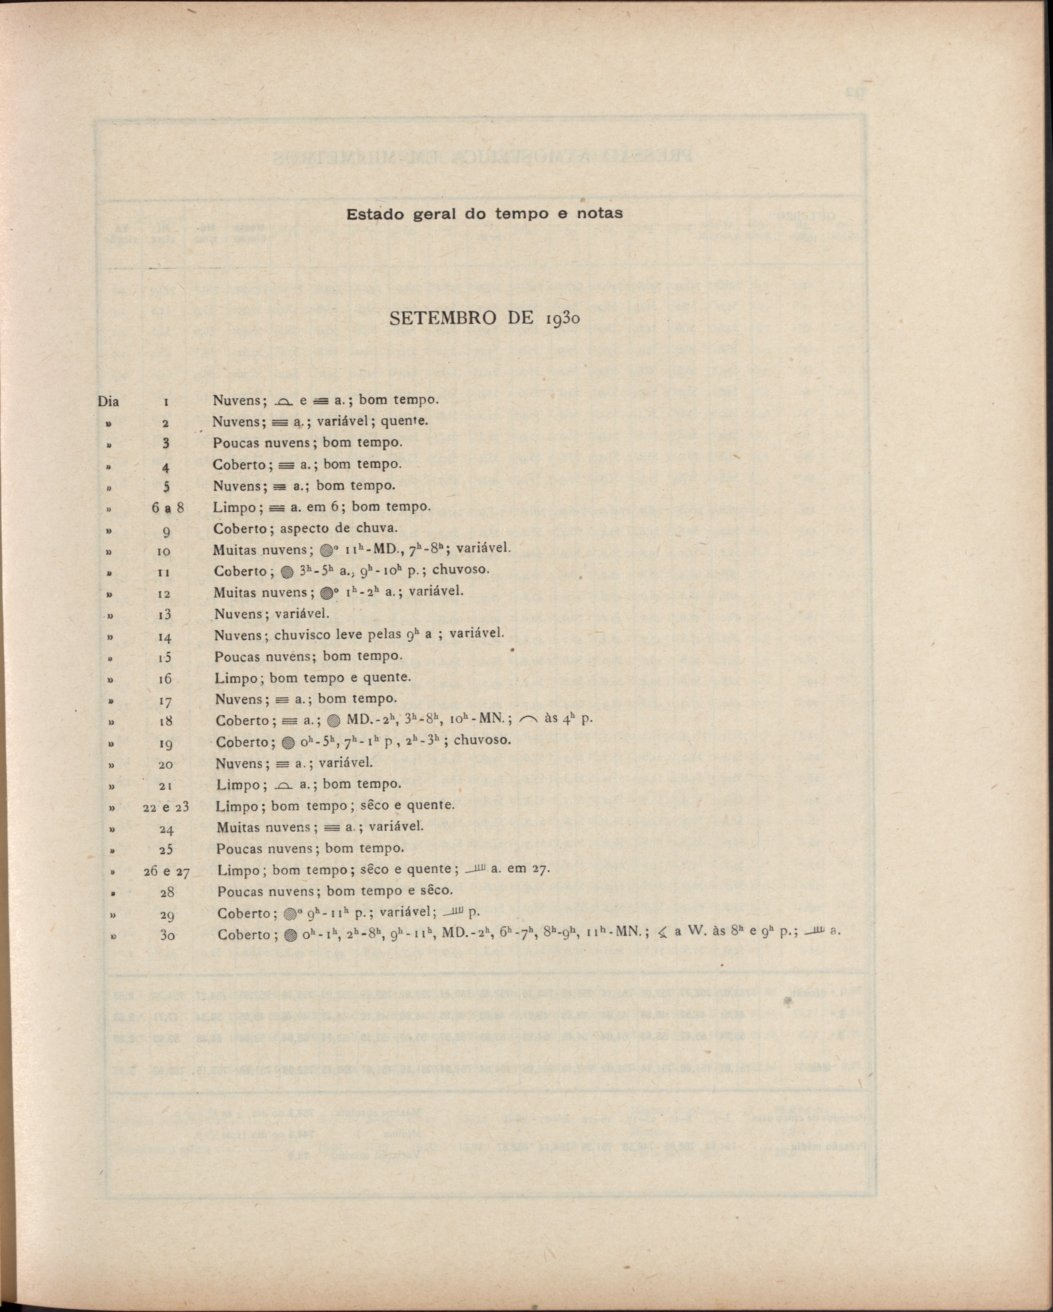 Estado geral do tempo e notas
SETEMBRO DE 1930
Dia 1 Nuvens; ⌓ e ≡ a.; bom tempo.
» 2 Nuvens; ≡ a.; variável; quente.
» 3 Poucas nuvens; bom tempo.
» 4 Coberto; ≡ a.; bom tempo.
» 5 Nuvens; ≡ a.; bom tempo.
» 6 a 8 Limpo; ≡ a. em 6; bom tempo.
» 9 Coberto; aspecto de chuva.
» 10 Muitas nuvens; ●⁰ 11ʰ-MD., 7ʰ-8ʰ; variável.
» 11 Coberto; ● 3ʰ-5ʰ a., 9ʰ-10ʰ p.; chuvoso.
» 12 Muitas nuvens; ●⁰ 1ʰ-2ʰ a.; variável.
» 13 Nuvens; variável.
» 14 Nuvens; chuvisco leve pelas 9ʰ a ; variável.
» 15 Poucas nuvens; bom tempo.
» 16 Limpo; bom tempo e quente.
» 17 Nuvens; ≡ a.; bom tempo.
» 18 Coberto; ≡ a.; ● MD.-2ʰ, 3ʰ-8ʰ, 10ʰ-MN.; ⌒ às 4ʰ p.
» 19 Coberto; ● 0ʰ-5ʰ, 7ʰ-1ʰ p , 2ʰ-3ʰ; chuvoso.
» 20 Nuvens; ≡ a.; variável.
» 21 Limpo; ⌓ a.; bom tempo.
» 22 e 23 Limpo; bom tempo; sêco e quente.
» 24 Muitas nuvens; ≡ a.; variável.
» 25 Poucas nuvens; bom tempo.
» 26 e 27 Limpo; bom tempo; sêco e quente; a. em 27.
» 28 Poucas nuvens; bom tempo e sêco.
» 29 Coberto; ●⁰ 9ʰ-11ʰ p.; variável; p.
» 30 Coberto; ● 0ʰ-1ʰ, 2ʰ-8ʰ, 9ʰ-11ʰ, MD.-2ʰ, 6ʰ-7ʰ, 8ʰ-9ʰ, 11ʰ-MN.; a W. às 8ʰ e 9ʰ p.; a.